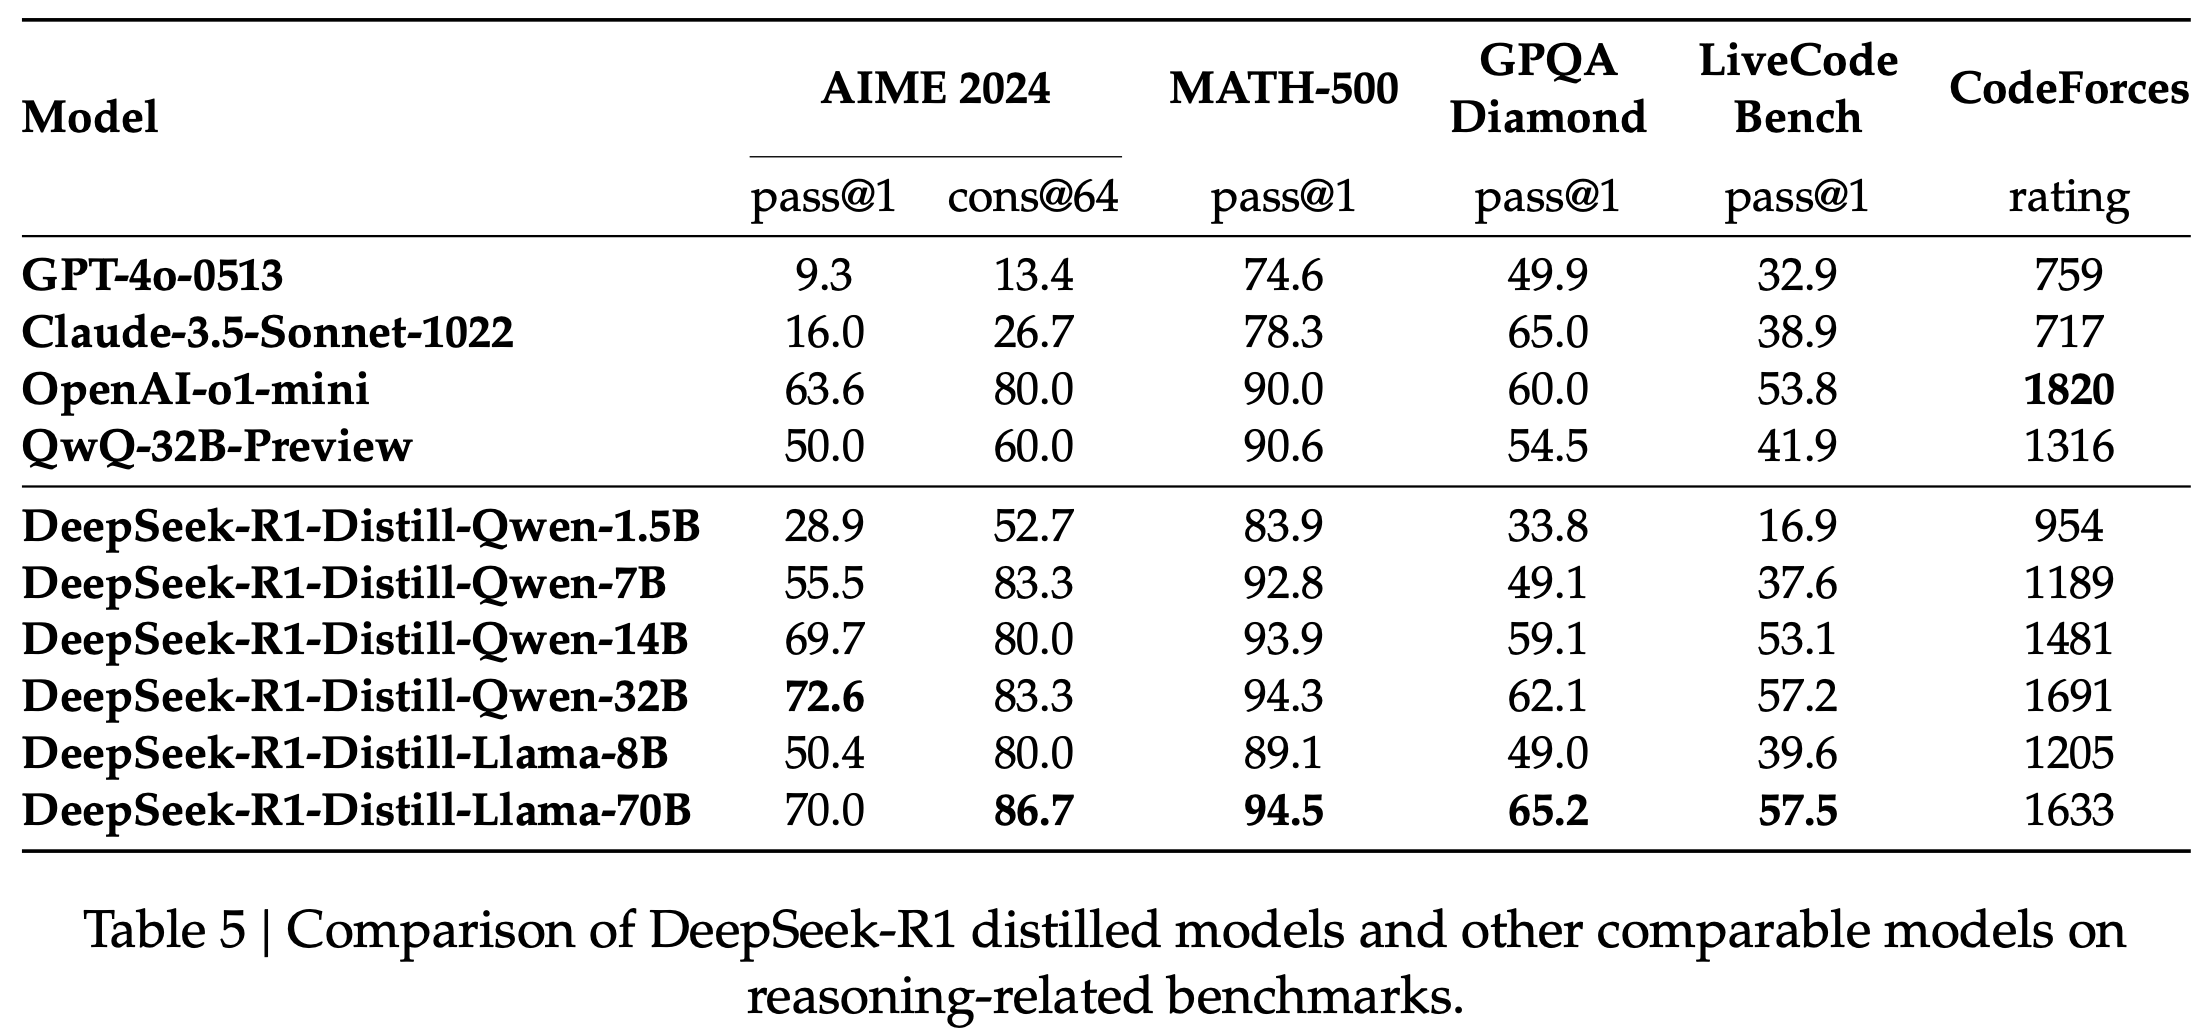 Model AIME 2024 MATH-500 GPQA Diamond LiveCode Bench CodeForces
pass@1 cons@64 pass@1 pass@1 pass@1 rating
GPT-4o-0513 9.3 13.4 74.6 49.9 32.9 759
Claude-3.5-Sonnet-1022 16.0 26.7 78.3 65.0 38.9 717
OpenAI-o1-mini 63.6 80.0 90.0 60.0 53.8 1820
QwQ-32B-Preview 50.0 60.0 90.6 54.5 41.9 1316
DeepSeek-R1-Distill-Qwen-1.5B 28.9 52.7 83.9 33.8 16.9 954
DeepSeek-R1-Distill-Qwen-7B 55.5 83.3 92.8 49.1 37.6 1189
DeepSeek-R1-Distill-Qwen-14B 69.7 80.0 93.9 59.1 53.1 1481
DeepSeek-R1-Distill-Qwen-32B 72.6 83.3 94.3 62.1 57.2 1691
DeepSeek-R1-Distill-Llama-8B 50.4 80.0 89.1 49.0 39.6 1205
DeepSeek-R1-Distill-Llama-70B 70.0 86.7 94.5 65.2 57.5 1633
Table 5 | Comparison of DeepSeek-R1 distilled models and other comparable models on
reasoning-related benchmarks.